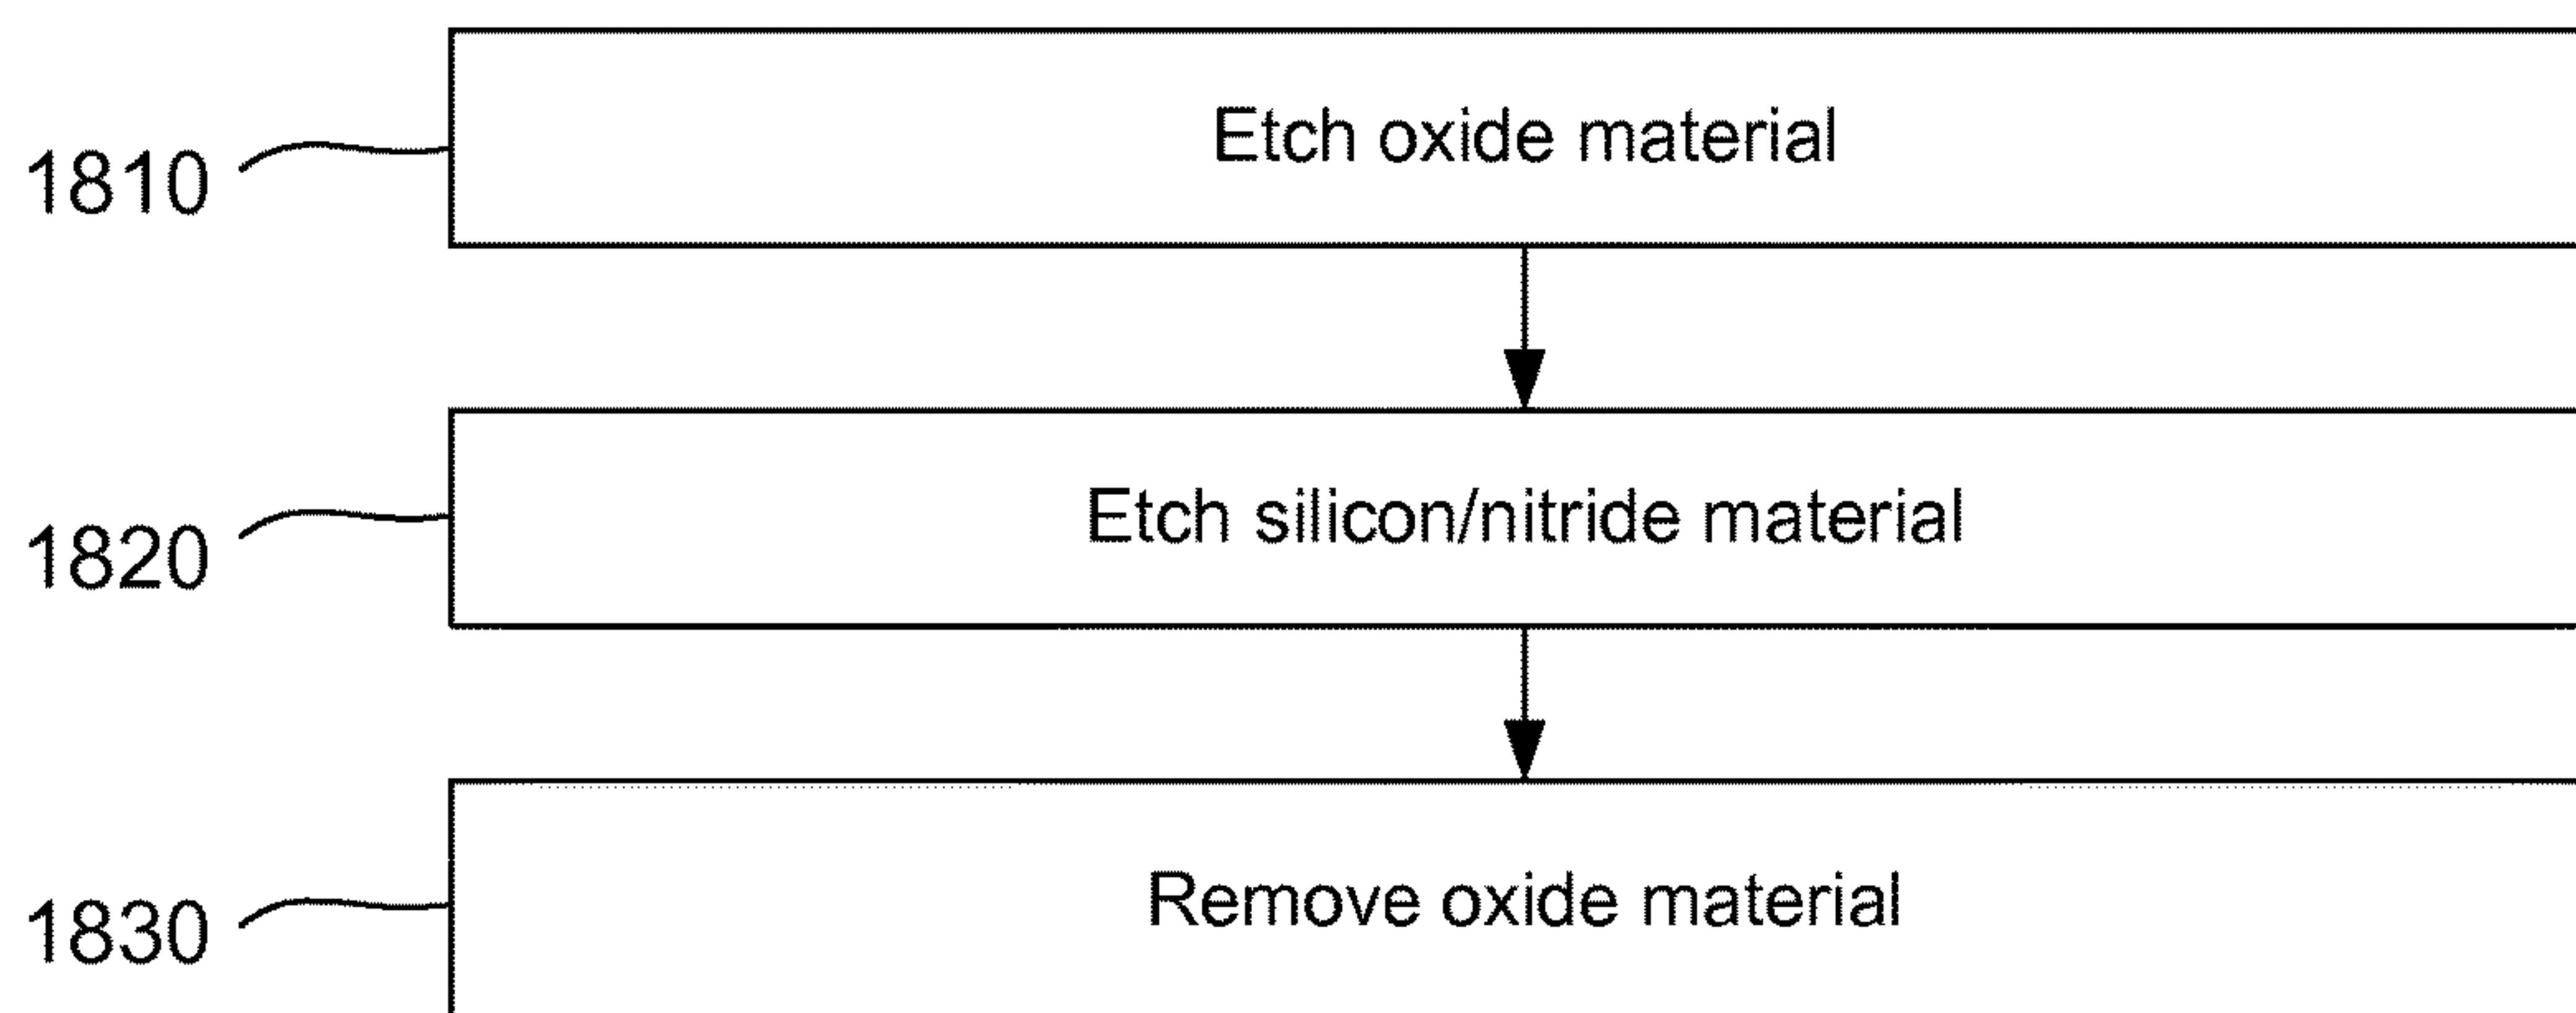 1810
Etch oxide material
1820
Etch silicon/nitride material
1830
Remove oxide material